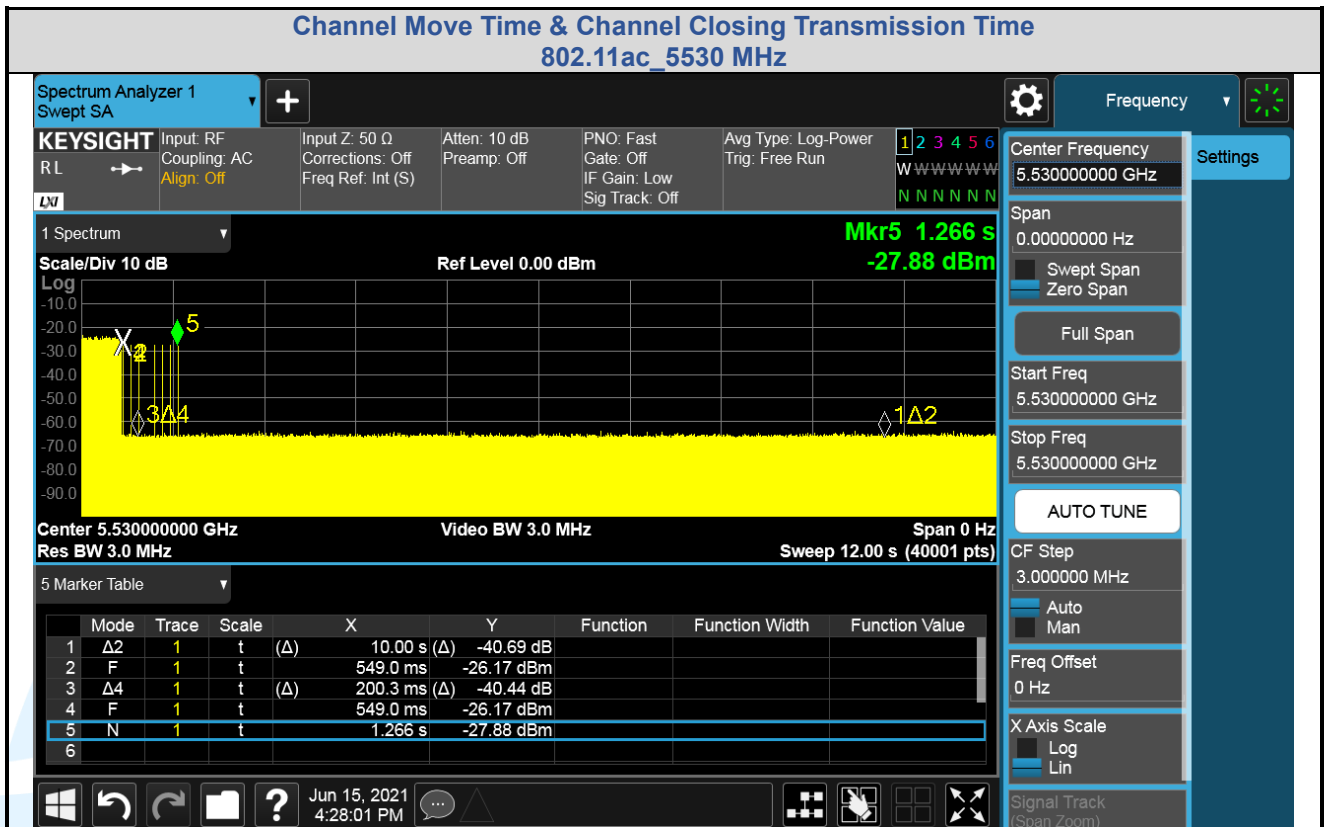 Channel Move Time & Channel Closing Transmission Time
802.11ac_5530 MHz
Spectrum Analyzer 1
Swept SA
Frequency
KEYSIGHT
RL
LXI
Input: RF
Coupling: AC
Align: Off
Input Z: 50 Ω
Corrections: Off
Freq Ref: Int (S)
Atten: 10 dB
Preamp: Off
PNO: Fast
Gate: Off
IF Gain: Low
Sig Track: Off
Avg Type: Log-Power
Trig: Free Run
1 2 3 4 5 6
W W W W W W
N N N N N N
1 Spectrum
Mkr5 1.266 s
Scale/Div 10 dB
Ref Level 0.00 dBm
-27.88 dBm
Log
-10.0
-20.0
-30.0
-40.0
-50.0
-60.0
-70.0
-80.0
-90.0
X
5
3Δ4
1Δ2
Center 5.530000000 GHz
Video BW 3.0 MHz
Span 0 Hz
Res BW 3.0 MHz
Sweep 12.00 s (40001 pts)
5 Marker Table
Mode Trace Scale X Y Function Function Width Function Value
1 Δ2 1 t (Δ) 10.00 s (Δ) -40.69 dB
2 F 1 t 549.0 ms -26.17 dBm
3 Δ4 1 t (Δ) 200.3 ms (Δ) -40.44 dB
4 F 1 t 549.0 ms -26.17 dBm
5 N 1 t 1.266 s -27.88 dBm
6
?
Jun 15, 2021
4:28:01 PM
Center Frequency
5.530000000 GHz
Settings
Span
0.00000000 Hz
Swept Span
Zero Span
Full Span
Start Freq
5.530000000 GHz
Stop Freq
5.530000000 GHz
AUTO TUNE
CF Step
3.000000 MHz
Auto
Man
Freq Offset
0 Hz
X Axis Scale
Log
Lin
Signal Track
(Span Zoom)